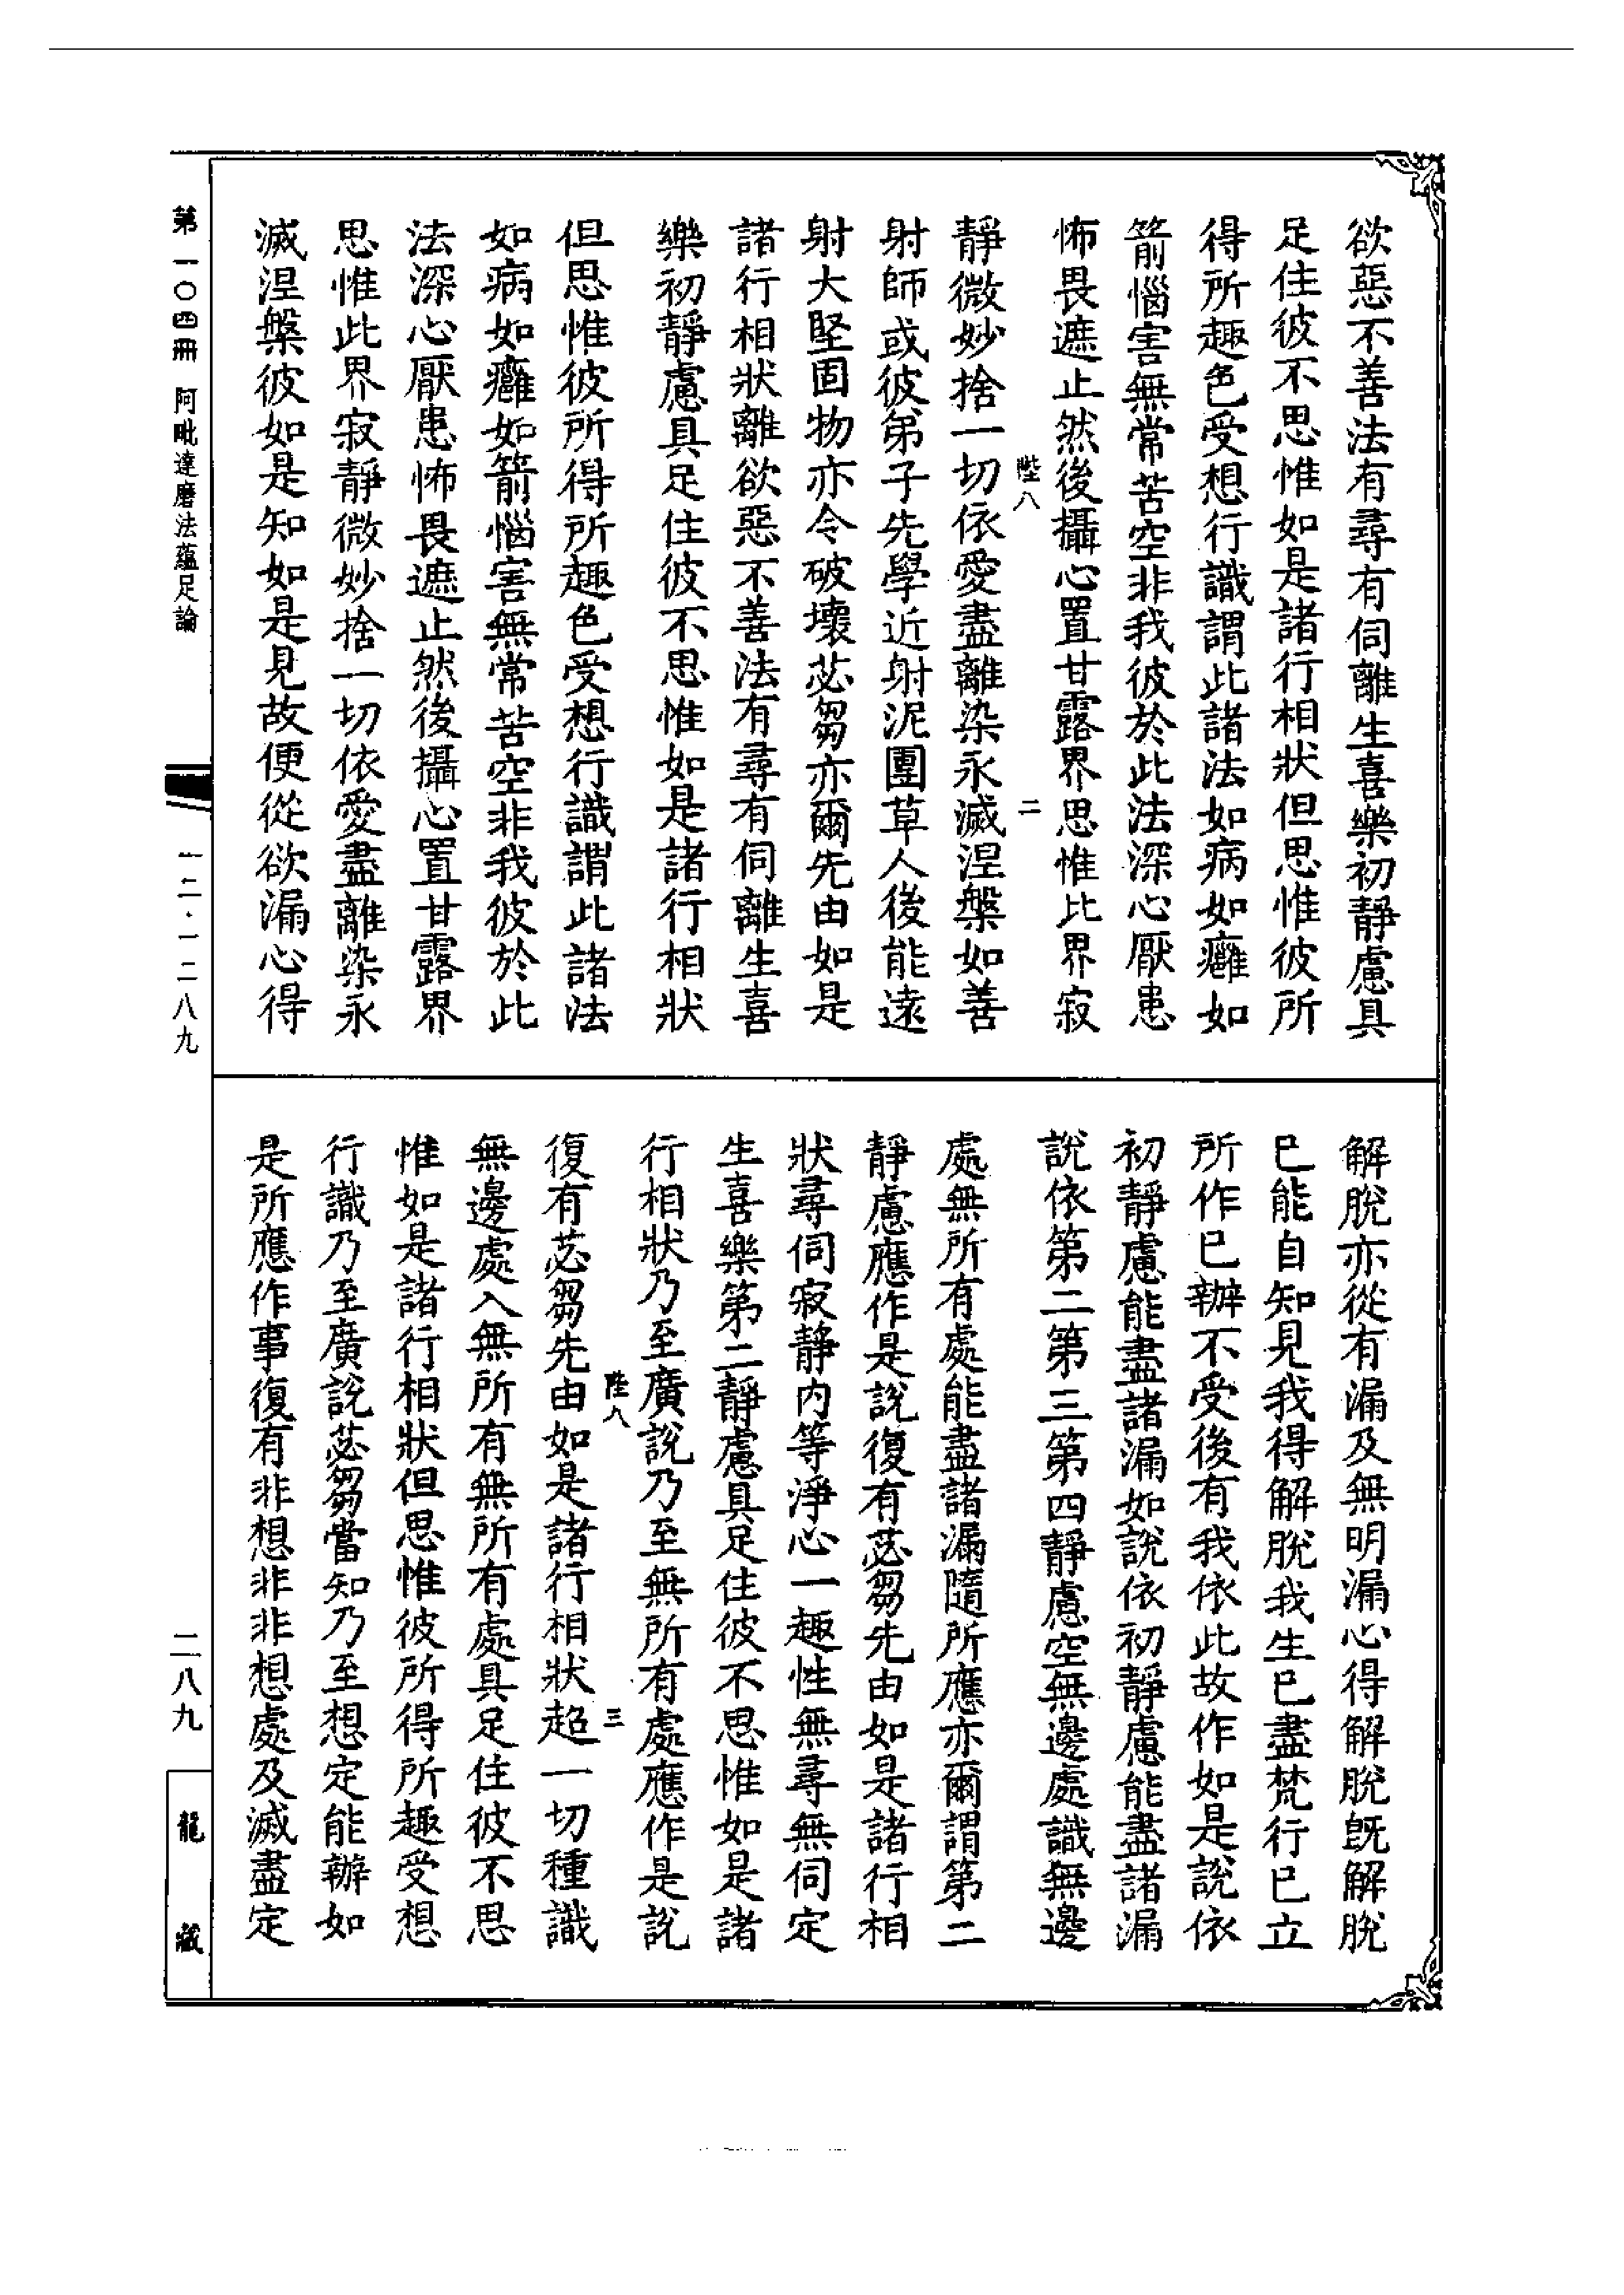 欲惡不善法有尋有伺離生喜樂初靜慮具
足住彼不思惟如是諸行相狀但思惟彼所
得所趣色受想行識謂此諸法如病如癰如
箭惱害無常苦空非我彼於此法深心厭患
怖畏遮止然後攝心置甘露界思惟比界寂
陛八 二
靜微妙捨一切依愛盡離染永滅涅槃如善
射師或彼弟子先學近射泥團草人後能遠
射大堅固物亦令破壞苾芻亦爾先由如是
諸行相狀離欲惡不善法有尋有伺離生喜
樂初靜慮具足住彼不思惟如是諸行相狀
但思惟彼所得所趣色受想行識謂此諸法
如病如癰如箭惱害無常苦空非我彼於此
法深心厭患怖畏遮止然後攝心置甘露界
思惟此界寂靜微妙捨一切依愛盡離染永
滅涅槃彼如是知如是見故便從欲漏心得
解脫亦從有漏及無明漏心得解脫既解脫
已能自知見我得解脫我生已盡梵行已立
所作已辦不受後有我依此故作如是說依
初靜慮能盡諸漏如說依初靜慮能盡諸漏
說依第二第三第四靜慮空無邊處識無邊
處無所有處能盡諸漏隨所應亦爾謂第二
靜慮應作是說復有苾芻先由如是諸行相
狀尋伺寂靜內等淨心一趣性無尋無伺定
生喜樂第二靜慮具足住彼不思惟如是諸
行相狀乃至廣說乃至無所有處應作是說
陛八 三
復有苾芻先由如是諸行相狀超一切種識
無邊處入無所有無所有處具足住彼不思
惟如是諸行相狀但思惟彼所得所趣受想
行識乃至廣說苾芻當知乃至想定能辦如
是所應作事復有非想非非想處及滅盡定
第一〇四冊 阿毗達磨法蘊足論
一二·一二八九
二八九
龍藏